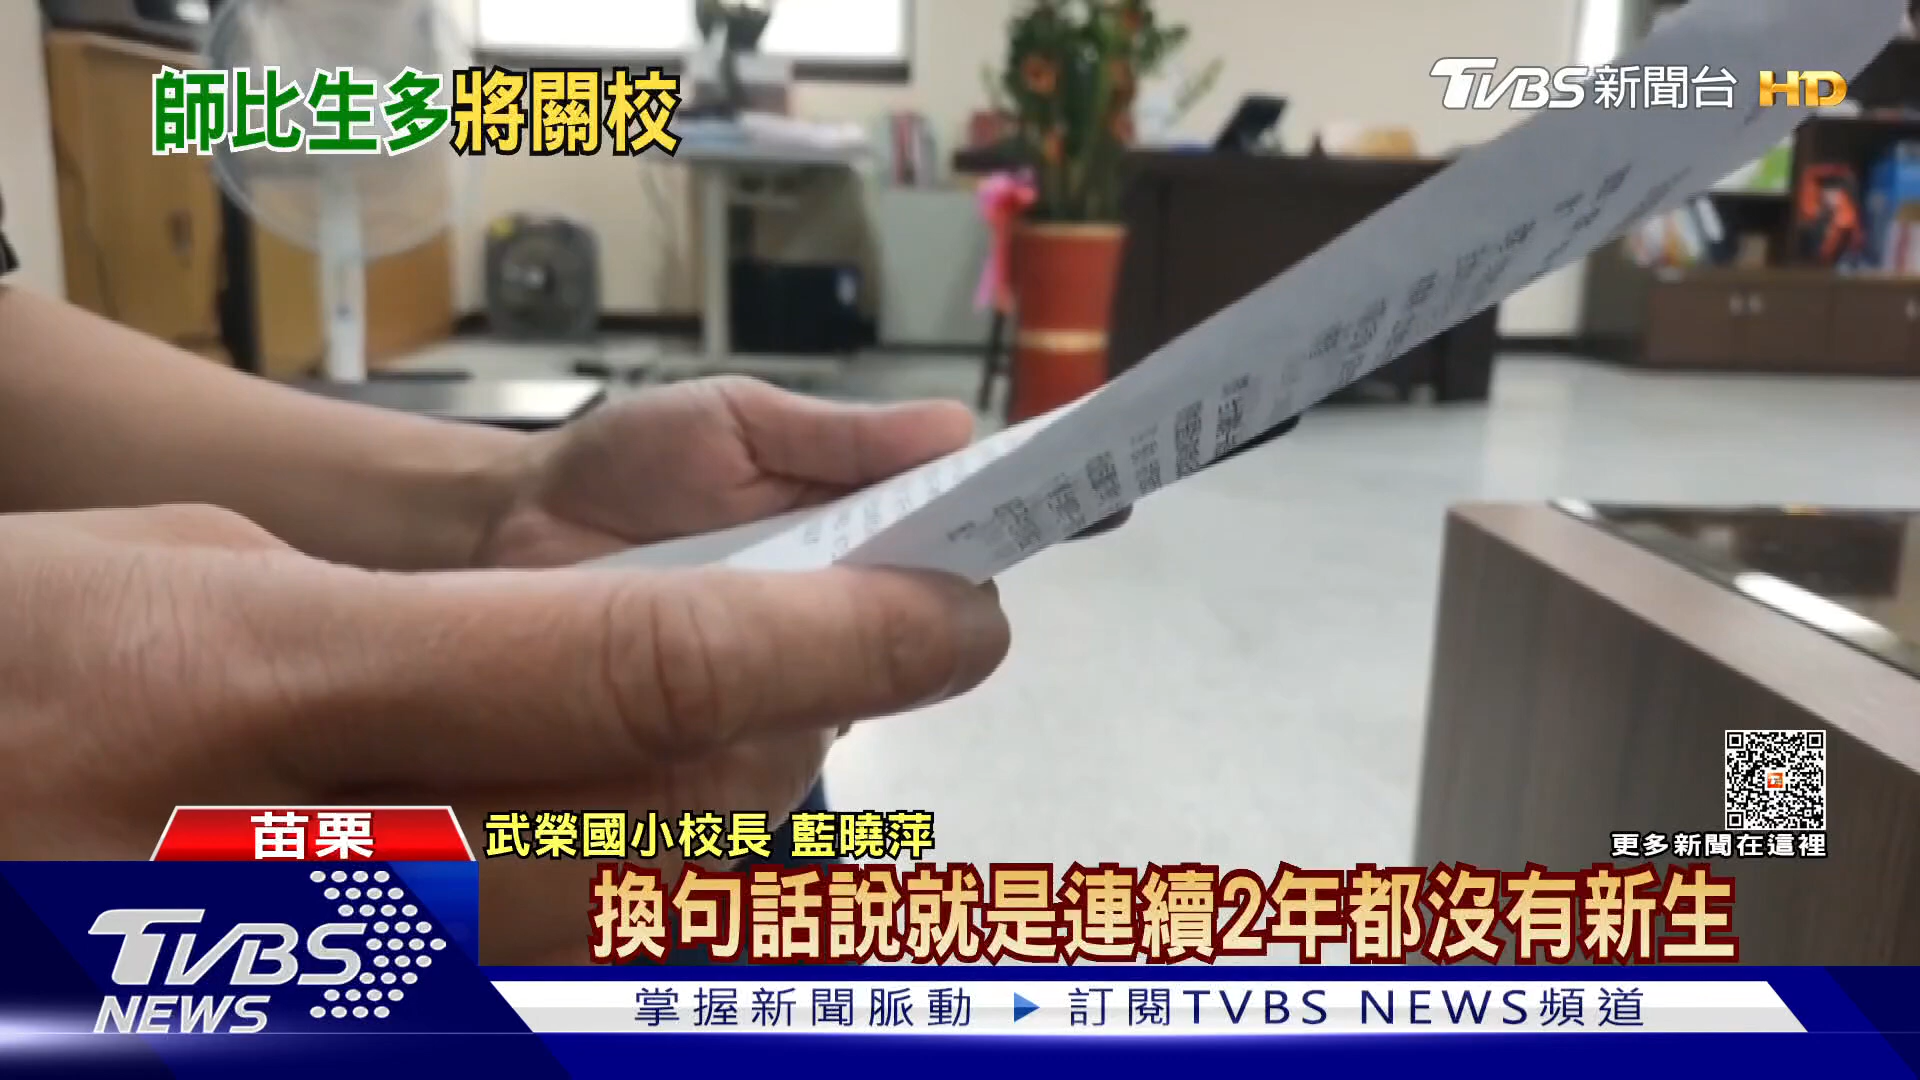 師比生多將關校
TVBS新聞台 HD
更多新聞在這裡
苗栗
武榮國小校長 藍曉萍
換句話說就是連續2年都沒有新生
TVBS NEWS
掌握新聞脈動 ▶ 訂閱TVBS NEWS頻道